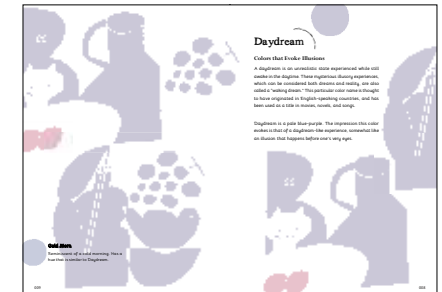 Daydream
Colors that Evoke Illusions
A daydream is an unrealistic state experienced while still
awake in the daytime. These mysterious illusory experiences,
which can be considered both dreams and reality, are also
called a "waking dream." This particular color name is thought
to have originated in English-speaking countries, and has
been used as a title in movies, novels, and songs.
Daydream is a pale blue-purple. The impression this color
evokes is that of a daydream-like experience, somewhat like
an illusion that happens before one's very eyes.
Cold Morn
Reminiscent of a cold morning. Has a
hue that is similar to Daydream.